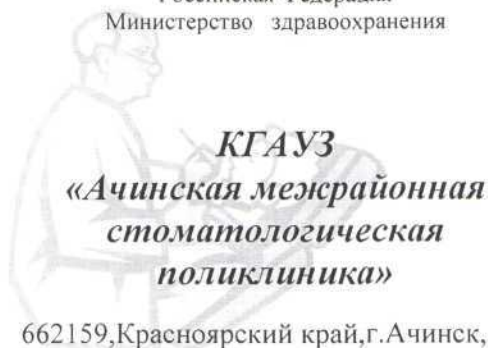 Министерство здравоохранения
КГАУЗ
«Ачинская межрайонная
стоматологическая
поликлиника»
662159,Красноярский край,г.Ачинск,